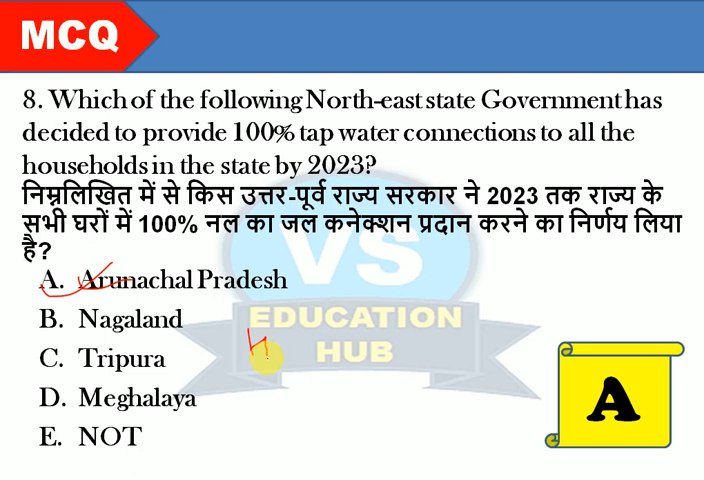 MCQ
8. Which of the following North-east state Government has
decided to provide 100% tap water connections to all the
households in the state by 2023?
निम्नलिखित में से किस उत्तर-पूर्व राज्य सरकार ने 2023 तक राज्य के
सभी घरों में 100% नल का जल कनेक्शन प्रदान करने का निर्णय लिया
है?
A. Arunachal Pradesh
B. Nagaland
C. Tripura
D. Meghalaya
E. NOT
VS
EDUCATION
HUB
A